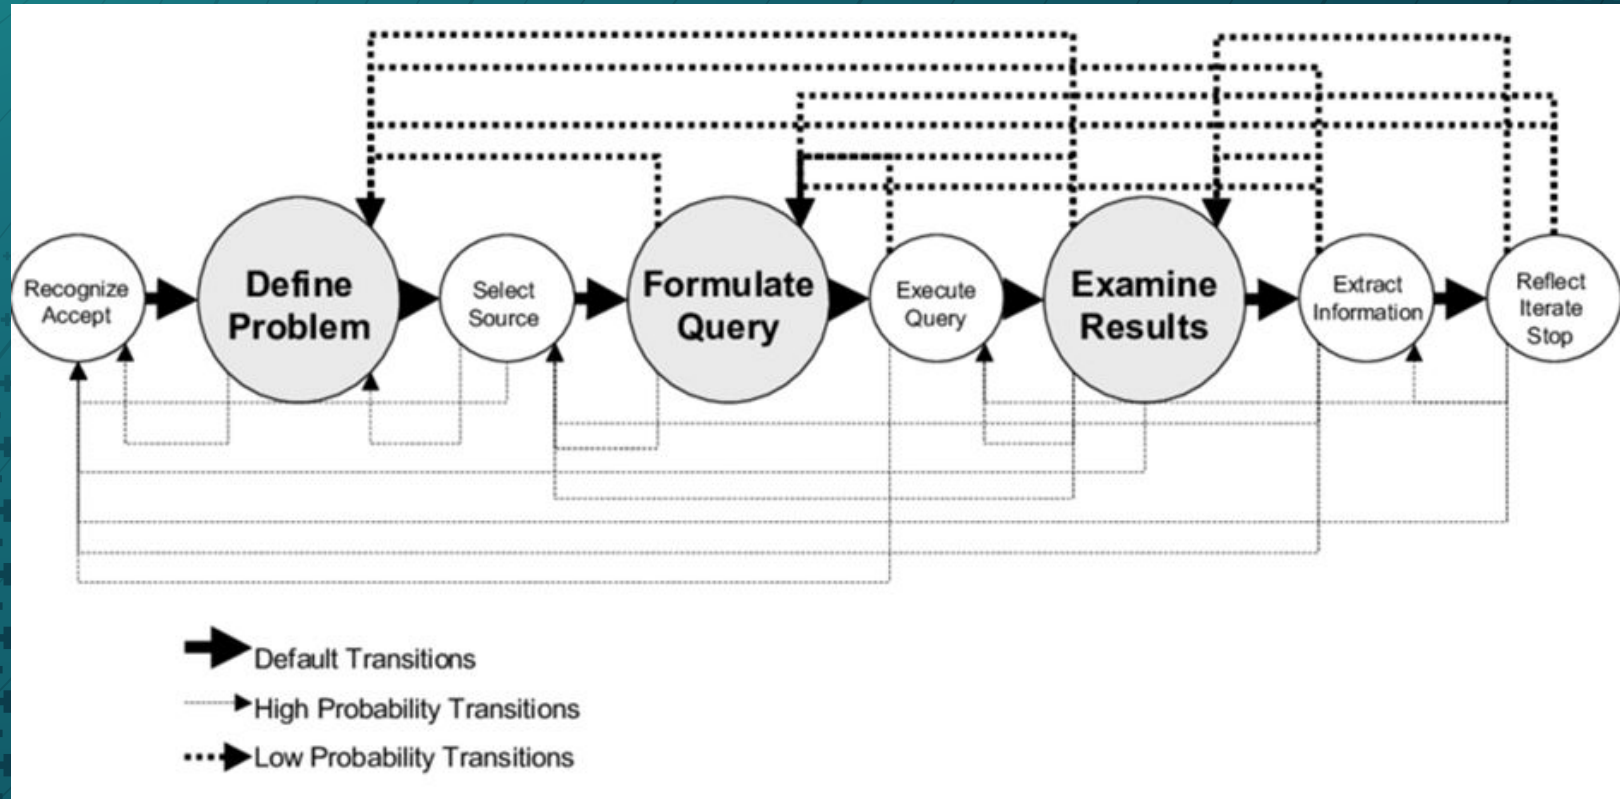 Recognize
Accept
Define
Problem
Select
Source
Formulate
Query
Execute
Query
Examine
Results
Extract
Information
Reflect
Iterate
Stop
Default Transitions
High Probability Transitions
Low Probability Transitions